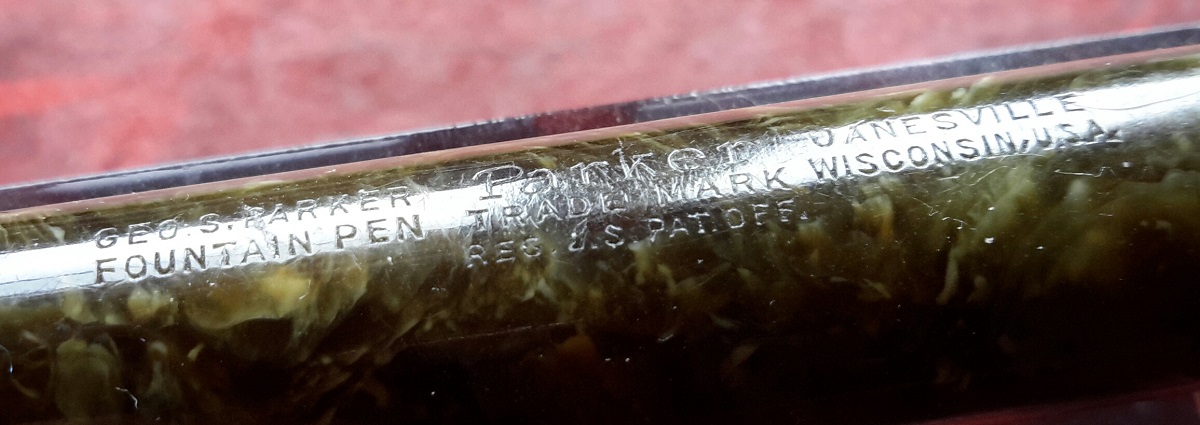 GEO. S. PARKER
FOUNTAIN PEN
Parker
TRADE MARK
REG. U.S. PAT. OFF.
JANESVILLE
WISCONSIN, U.S.A.